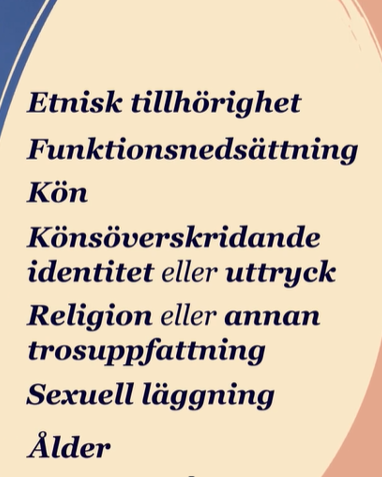 Etnisk tillhörighet
Funktionsnedsättning
Kön
Könsöverskridande
identitet eller uttryck
Religion eller annan
trosuppfattning
Sexuell läggning
Ålder